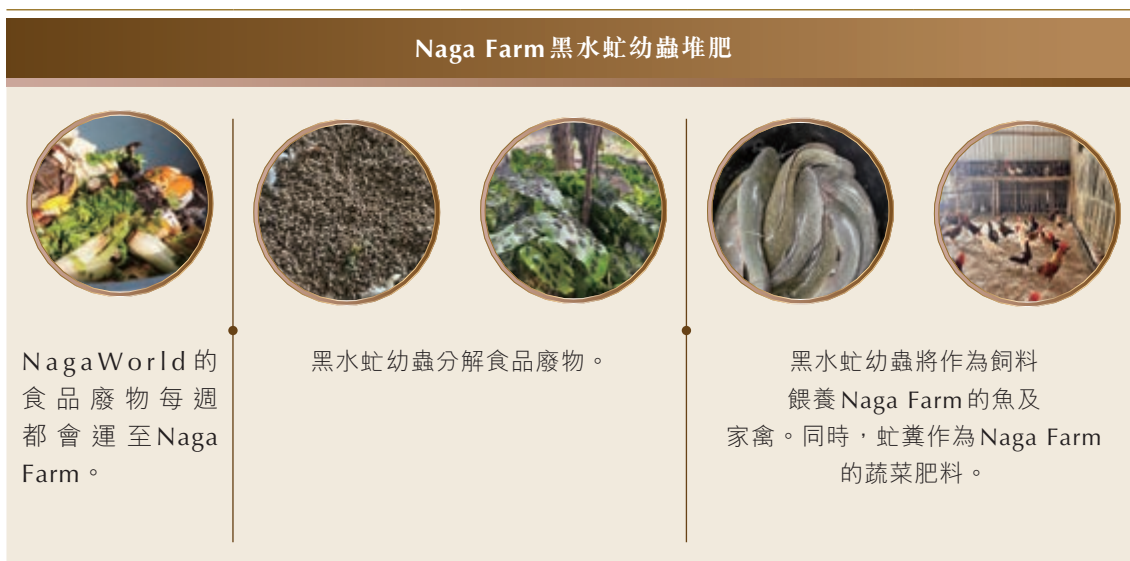 Naga Farm黑水虻幼蟲堆肥
NagaWorld的
食品廢物每週
都會運至Naga
Farm。
黑水虻幼蟲分解食品廢物。
黑水虻幼蟲將作為飼料
餵養Naga Farm的魚及
家禽。同時，虻糞作為Naga Farm
的蔬菜肥料。